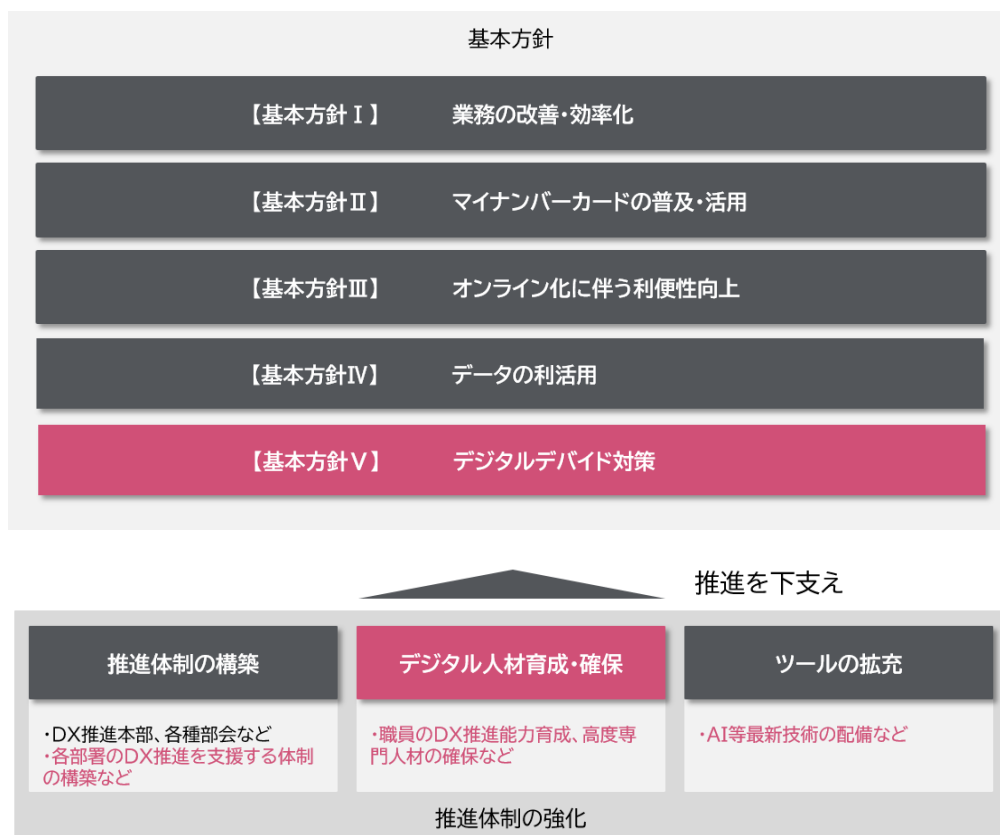 基本方針
【基本方針Ⅰ】 業務の改善・効率化
【基本方針Ⅱ】 マイナンバーカードの普及・活用
【基本方針Ⅲ】 オンライン化に伴う利便性向上
【基本方針Ⅳ】 データの利活用
【基本方針Ⅴ】 デジタルデバイド対策
推進を下支え
推進体制の構築
・DX推進本部、各種部会など
・各部署のDX推進を支援する体制
の構築など
デジタル人材育成・確保
・職員のDX推進能力育成、高度専
門人材の確保など
ツールの拡充
・AI等最新技術の配備など
推進体制の強化